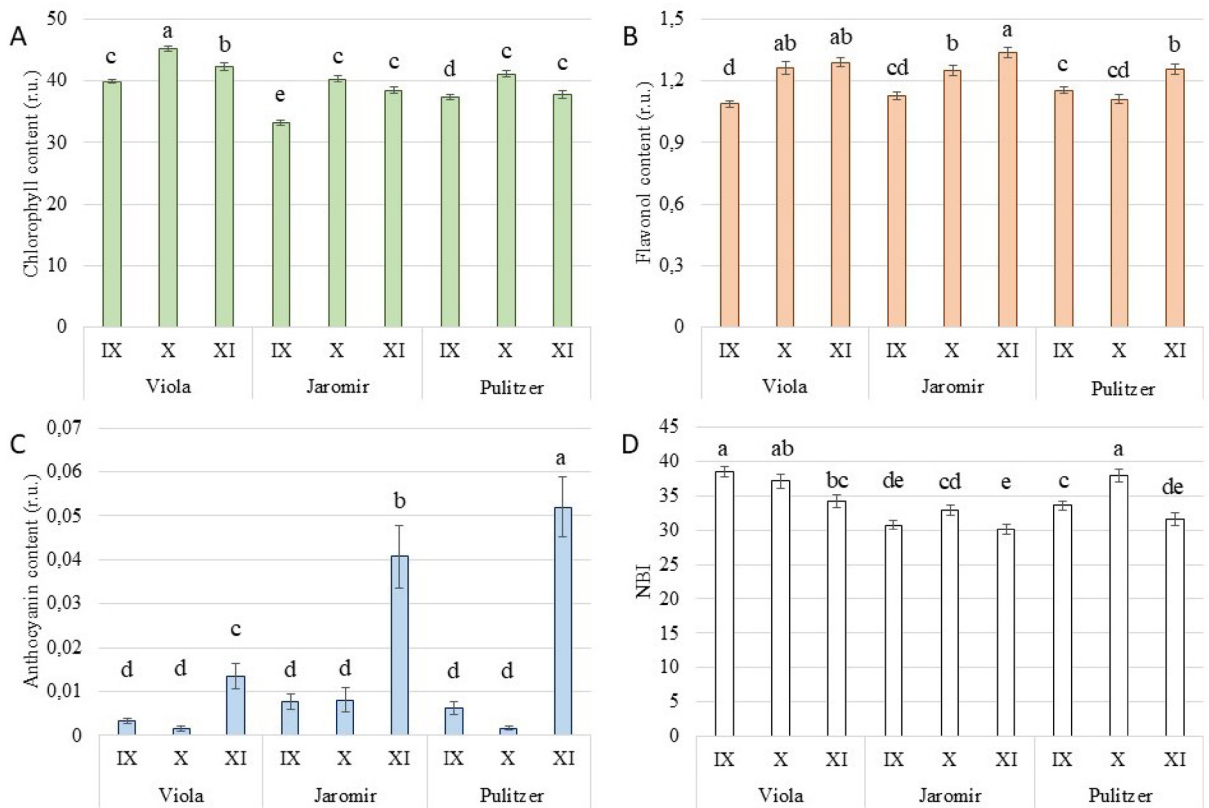 A
Chlorophyll content (r.u.)
50
40
30
20
10
0
c a b e c c d c c
IX X XI IX X XI IX X XI
Viola Jaromir Pulitzer
B
Flavonol content (r.u.)
1,5
1,2
0,9
0,6
0,3
0
d ab ab cd b a c cd b
IX X XI IX X XI IX X XI
Viola Jaromir Pulitzer
C
Anthocyanin content (r.u.)
0,07
0,06
0,05
0,04
0,03
0,02
0,01
0
d d c d d b d d a
IX X XI IX X XI IX X XI
Viola Jaromir Pulitzer
D
NBI
45
40
35
30
25
20
15
10
5
0
a ab bc de cd e c a de
IX X XI IX X XI IX X XI
Viola Jaromir Pulitzer